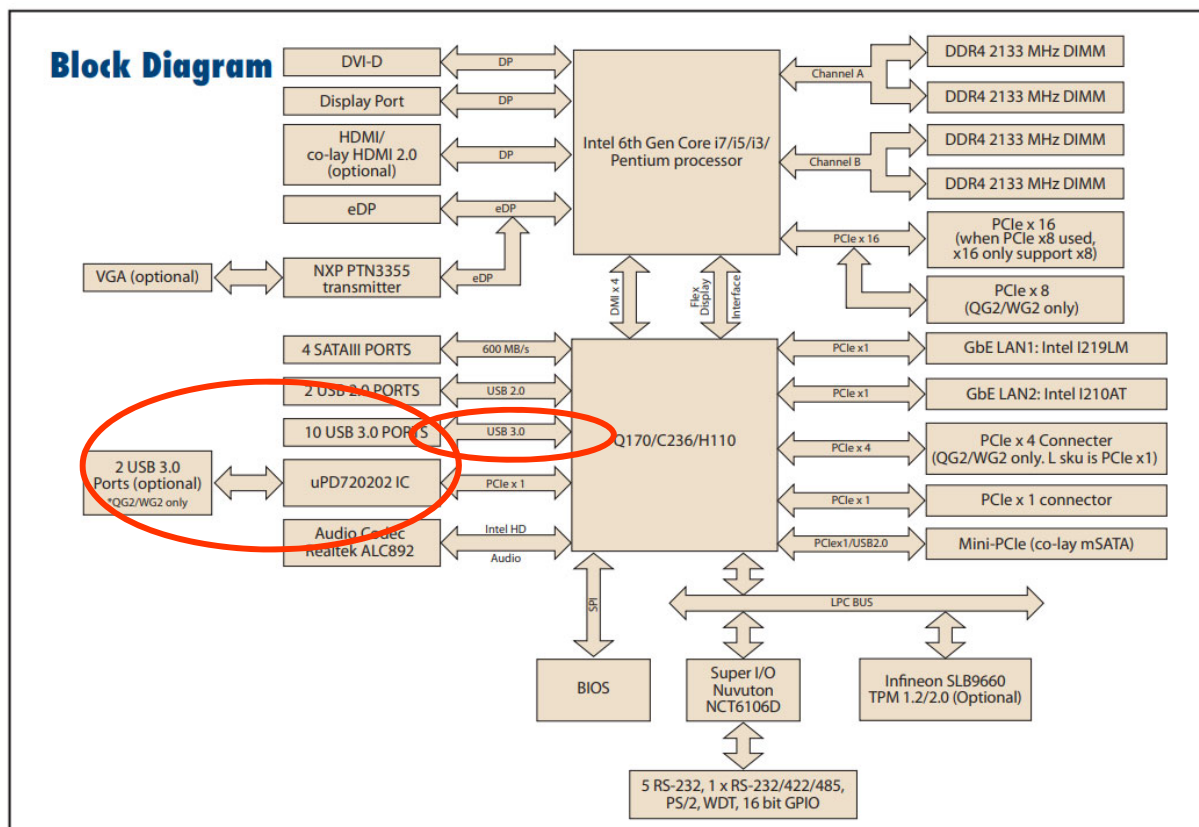 Block Diagram
DVI-D
DP
Display Port
DP
HDMI/
co-lay HDMI 2.0
(optional)
DP
eDP
eDP
VGA (optional)
NXP PTN3355
transmitter
eDP
Intel 6th Gen Core i7/i5/i3/
Pentium processor
Channel A
DDR4 2133 MHz DIMM
DDR4 2133 MHz DIMM
Channel B
DDR4 2133 MHz DIMM
DDR4 2133 MHz DIMM
PCIe x 16
PCIe x 16
(when PCIe x8 used,
x16 only support x8)
PCIe x 8
(QG2/WG2 only)
DMI x 4
Flex
Display
Interface
4 SATAIII PORTS
600 MB/s
2 USB 2.0 PORTS
USB 2.0
10 USB 3.0 PORTS
USB 3.0
2 USB 3.0
Ports (optional)
*QG2/WG2 only
uPD720202 IC
PCIe x 1
Audio Codec
Realtek ALC892
Intel HD
Audio
Q170/C236/H110
PCIe x1
GbE LAN1: Intel I219LM
PCIe x1
GbE LAN2: Intel I210AT
PCIe x 4
PCIe x 4 Connecter
(QG2/WG2 only. L sku is PCIe x1)
PCIe x 1
PCIe x 1 connector
PCIex1/USB2.0
Mini-PCIe (co-lay mSATA)
SPI
LPC BUS
BIOS
Super I/O
Nuvuton
NCT6106D
Infineon SLB9660
TPM 1.2/2.0 (Optional)
5 RS-232, 1 x RS-232/422/485,
PS/2, WDT, 16 bit GPIO